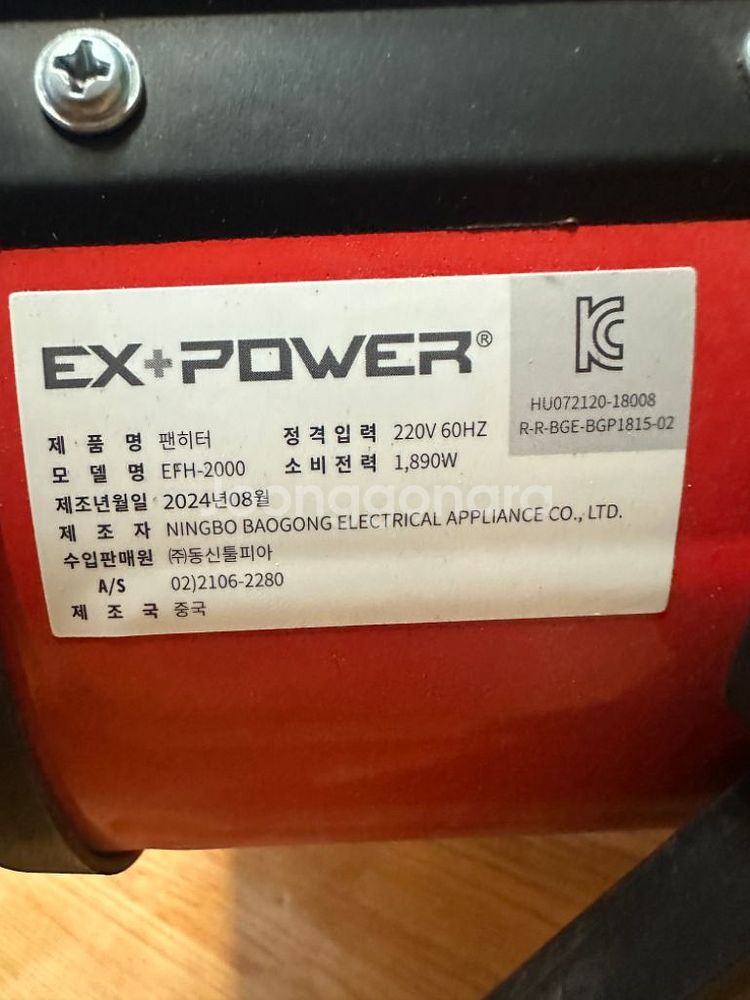 EX+POWER®
HU072120-18008
R-R-BGE-BGP1815-02
제 품 명 팬히터 정격입력 220V 60HZ
모 델 명 EFH-2000 소비전력 1,890W
제조년월일 2024년08월
Joonggonara
제 조 자 NINGBO BAOGONG ELECTRICAL APPLIANCE CO., LTD.
수입판매원 ㈜동신툴피아
A/S 02)2106-2280
제 조 국 중국